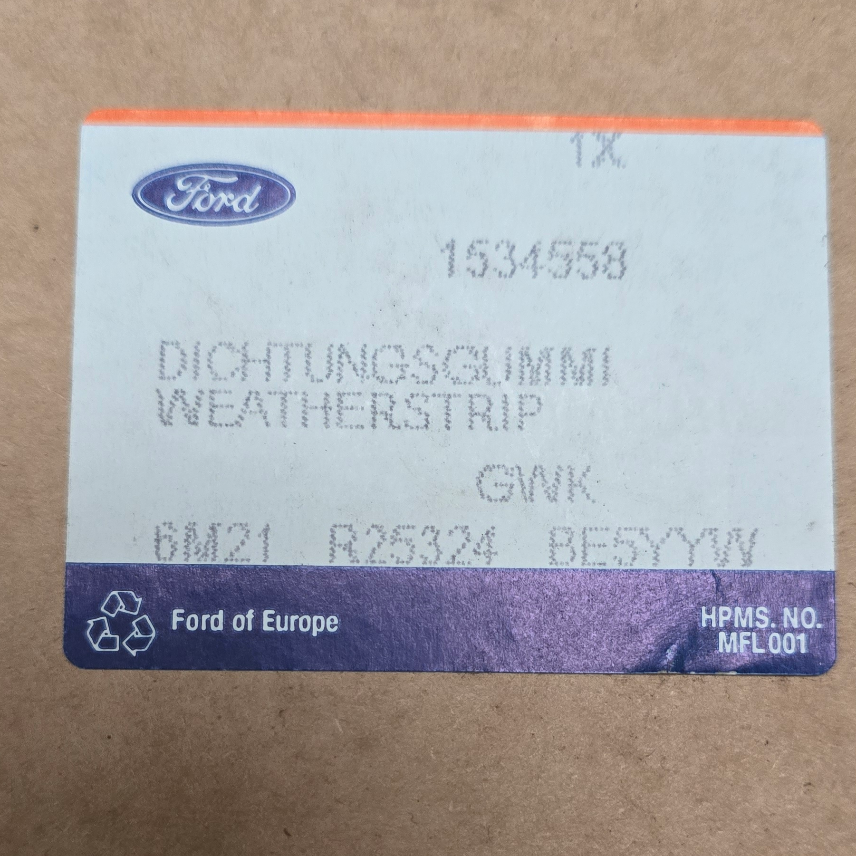 1X
Ford
1534558
DICHTUNGSGUMMI
WEATHERSTRIP
GWK
6M21 R25324 BE5YYW
Ford of Europe
HPMS. NO.
MFL 001